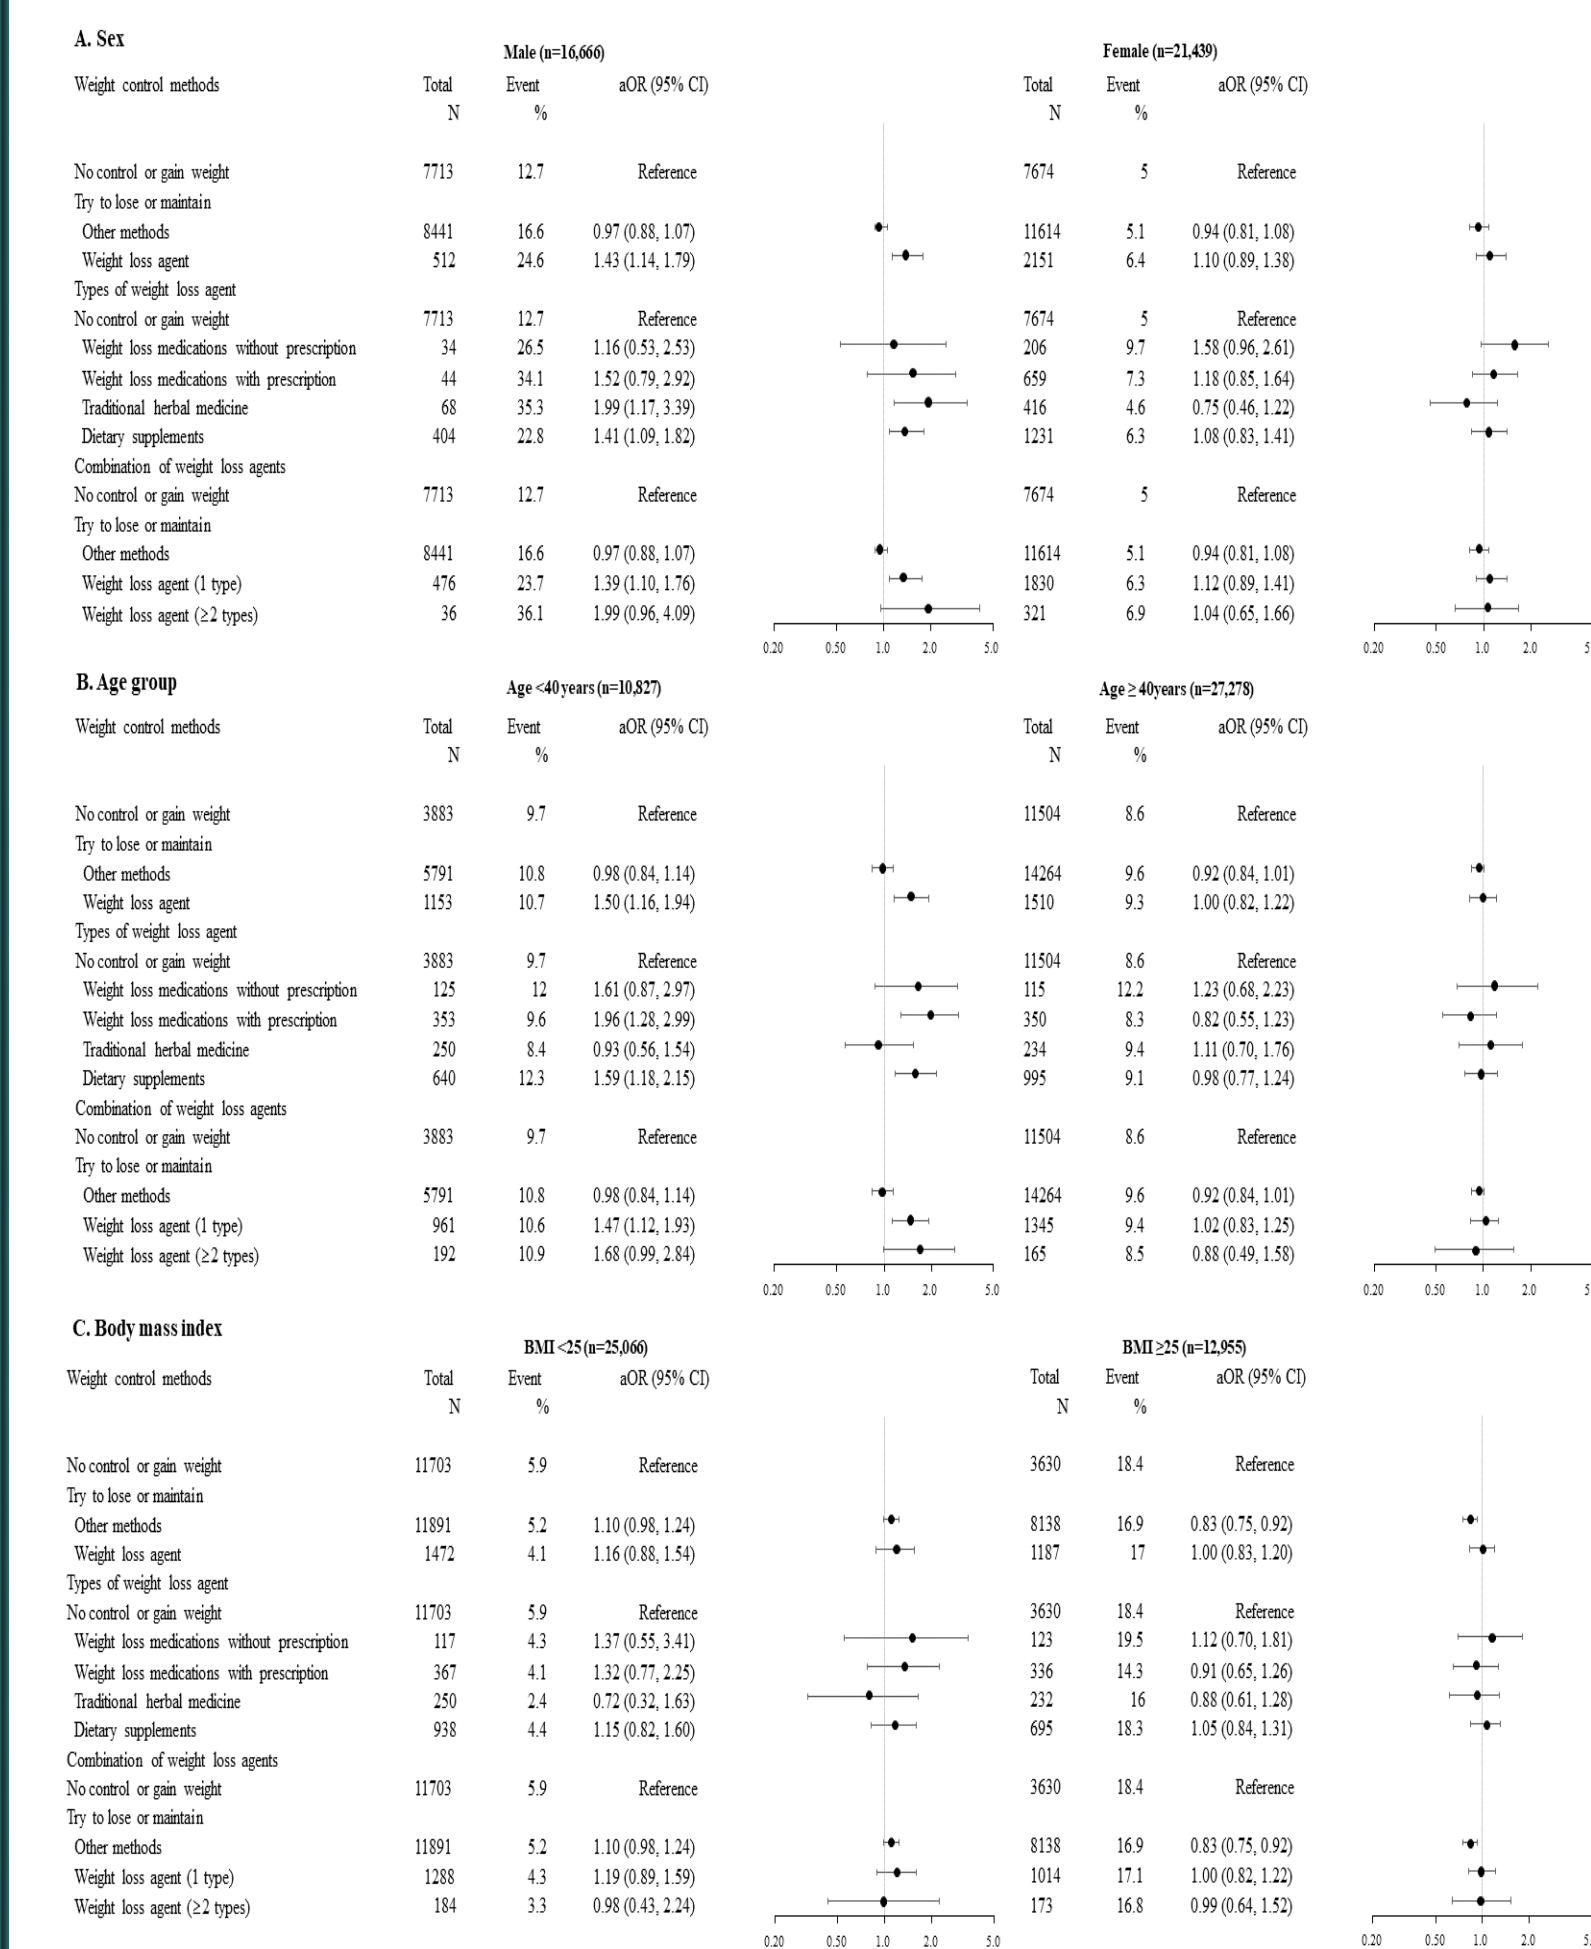 A. Sex
Male (n=16,666) Female (n=21,439)
Weight control methods Total Event aOR (95% CI) Total Event aOR (95% CI)
N % N %
No control or gain weight 7713 12.7 Reference 7674 5 Reference
Try to lose or maintain
Other methods 8441 16.6 0.97 (0.88, 1.07) 11614 5.1 0.94 (0.81, 1.08)
Weight loss agent 512 24.6 1.43 (1.14, 1.79) 2151 6.4 1.10 (0.89, 1.38)
Types of weight loss agent
No control or gain weight 7713 12.7 Reference 7674 5 Reference
Weight loss medications without prescription 34 26.5 1.16 (0.53, 2.53) 206 9.7 1.58 (0.96, 2.61)
Weight loss medications with prescription 44 34.1 1.52 (0.79, 2.92) 659 7.3 1.18 (0.85, 1.64)
Traditional herbal medicine 68 35.3 1.99 (1.17, 3.39) 416 4.6 0.75 (0.46, 1.22)
Dietary supplements 404 22.8 1.41 (1.09, 1.82) 1231 6.3 1.08 (0.83, 1.41)
Combination of weight loss agents
No control or gain weight 7713 12.7 Reference 7674 5 Reference
Try to lose or maintain
Other methods 8441 16.6 0.97 (0.88, 1.07) 11614 5.1 0.94 (0.81, 1.08)
Weight loss agent (1 type) 476 23.7 1.39 (1.10, 1.76) 1830 6.3 1.12 (0.89, 1.41)
Weight loss agent (≥2 types) 36 36.1 1.99 (0.96, 4.09) 321 6.9 1.04 (0.65, 1.66)
0.20 0.50 1.0 2.0 5.0 0.20 0.50 1.0 2.0 5
B. Age group
Age <40 years (n=10,827) Age ≥ 40years (n=27,278)
Weight control methods Total Event aOR (95% CI) Total Event aOR (95% CI)
N % N %
No control or gain weight 3883 9.7 Reference 11504 8.6 Reference
Try to lose or maintain
Other methods 5791 10.8 0.98 (0.84, 1.14) 14264 9.6 0.92 (0.84, 1.01)
Weight loss agent 1153 10.7 1.50 (1.16, 1.94) 1510 9.3 1.00 (0.82, 1.22)
Types of weight loss agent
No control or gain weight 3883 9.7 Reference 11504 8.6 Reference
Weight loss medications without prescription 125 12 1.61 (0.87, 2.97) 115 12.2 1.23 (0.68, 2.23)
Weight loss medications with prescription 353 9.6 1.96 (1.28, 2.99) 350 8.3 0.82 (0.55, 1.23)
Traditional herbal medicine 250 8.4 0.93 (0.56, 1.54) 234 9.4 1.11 (0.70, 1.76)
Dietary supplements 640 12.3 1.59 (1.18, 2.15) 995 9.1 0.98 (0.77, 1.24)
Combination of weight loss agents
No control or gain weight 3883 9.7 Reference 11504 8.6 Reference
Try to lose or maintain
Other methods 5791 10.8 0.98 (0.84, 1.14) 14264 9.6 0.92 (0.84, 1.01)
Weight loss agent (1 type) 961 10.6 1.47 (1.12, 1.93) 1345 9.4 1.02 (0.83, 1.25)
Weight loss agent (≥2 types) 192 10.9 1.68 (0.99, 2.84) 165 8.5 0.88 (0.49, 1.58)
0.20 0.50 1.0 2.0 5.0 0.20 0.50 1.0 2.0 5
C. Body mass index
BMI <25 (n=25,066) BMI ≥25 (n=12,955)
Weight control methods Total Event aOR (95% CI) Total Event aOR (95% CI)
N % N %
No control or gain weight 11703 5.9 Reference 3630 18.4 Reference
Try to lose or maintain
Other methods 11891 5.2 1.10 (0.98, 1.24) 8138 16.9 0.83 (0.75, 0.92)
Weight loss agent 1472 4.1 1.16 (0.88, 1.54) 1187 17 1.00 (0.83, 1.20)
Types of weight loss agent
No control or gain weight 11703 5.9 Reference 3630 18.4 Reference
Weight loss medications without prescription 117 4.3 1.37 (0.55, 3.41) 123 19.5 1.12 (0.70, 1.81)
Weight loss medications with prescription 367 4.1 1.32 (0.77, 2.25) 336 14.3 0.91 (0.65, 1.26)
Traditional herbal medicine 250 2.4 0.72 (0.32, 1.63) 232 16 0.88 (0.61, 1.28)
Dietary supplements 938 4.4 1.15 (0.82, 1.60) 695 18.3 1.05 (0.84, 1.31)
Combination of weight loss agents
No control or gain weight 11703 5.9 Reference 3630 18.4 Reference
Try to lose or maintain
Other methods 11891 5.2 1.10 (0.98, 1.24) 8138 16.9 0.83 (0.75, 0.92)
Weight loss agent (1 type) 1288 4.3 1.19 (0.89, 1.59) 1014 17.1 1.00 (0.82, 1.22)
Weight loss agent (≥2 types) 184 3.3 0.98 (0.43, 2.24) 173 16.8 0.99 (0.64, 1.52)
0.20 0.50 1.0 2.0 5.0 0.20 0.50 1.0 2.0 5